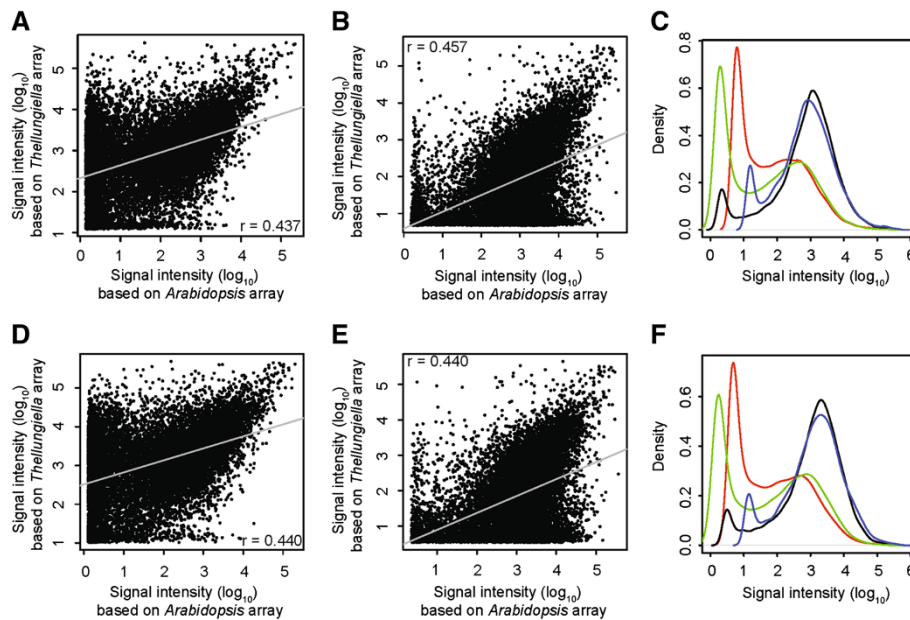 A
B
C
Signal intensity (log10)
based on Thellungiella array
5
4
3
2
1
r = 0.437
0 1 2 3 4 5
Signal intensity (log10)
based on Arabidopsis array
Signal intensity (log10)
based on Thellungiella array
5
4
3
2
1
r = 0.457
0 1 2 3 4 5
Signal intensity (log10)
based on Arabidopsis array
Density
0.8
0.6
0.4
0.2
0.0
0 1 2 3 4 5 6
Signal intensity (log10)
D
E
F
Signal intensity (log10)
based on Thellungiella array
5
4
3
2
1
r = 0.440
0 1 2 3 4 5
Signal intensity (log10)
based on Arabidopsis array
Signal intensity (log10)
based on Thellungiella array
5
4
3
2
1
r = 0.440
0 1 2 3 4 5
Signal intensity (log10)
based on Arabidopsis array
Density
0.6
0.4
0.2
0.0
0 1 2 3 4 5 6
Signal intensity (log10)